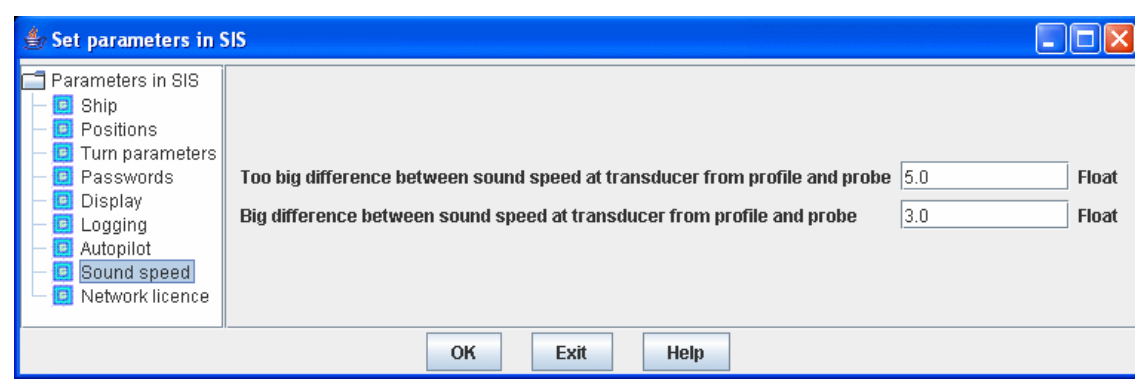 Set parameters in SIS
Parameters in SIS
Ship
Positions
Turn parameters
Passwords
Display
Logging
Autopilot
Sound speed
Network licence
Too big difference between sound speed at transducer from profile and probe 5.0 Float
Big difference between sound speed at transducer from profile and probe 3.0 Float
OK Exit Help